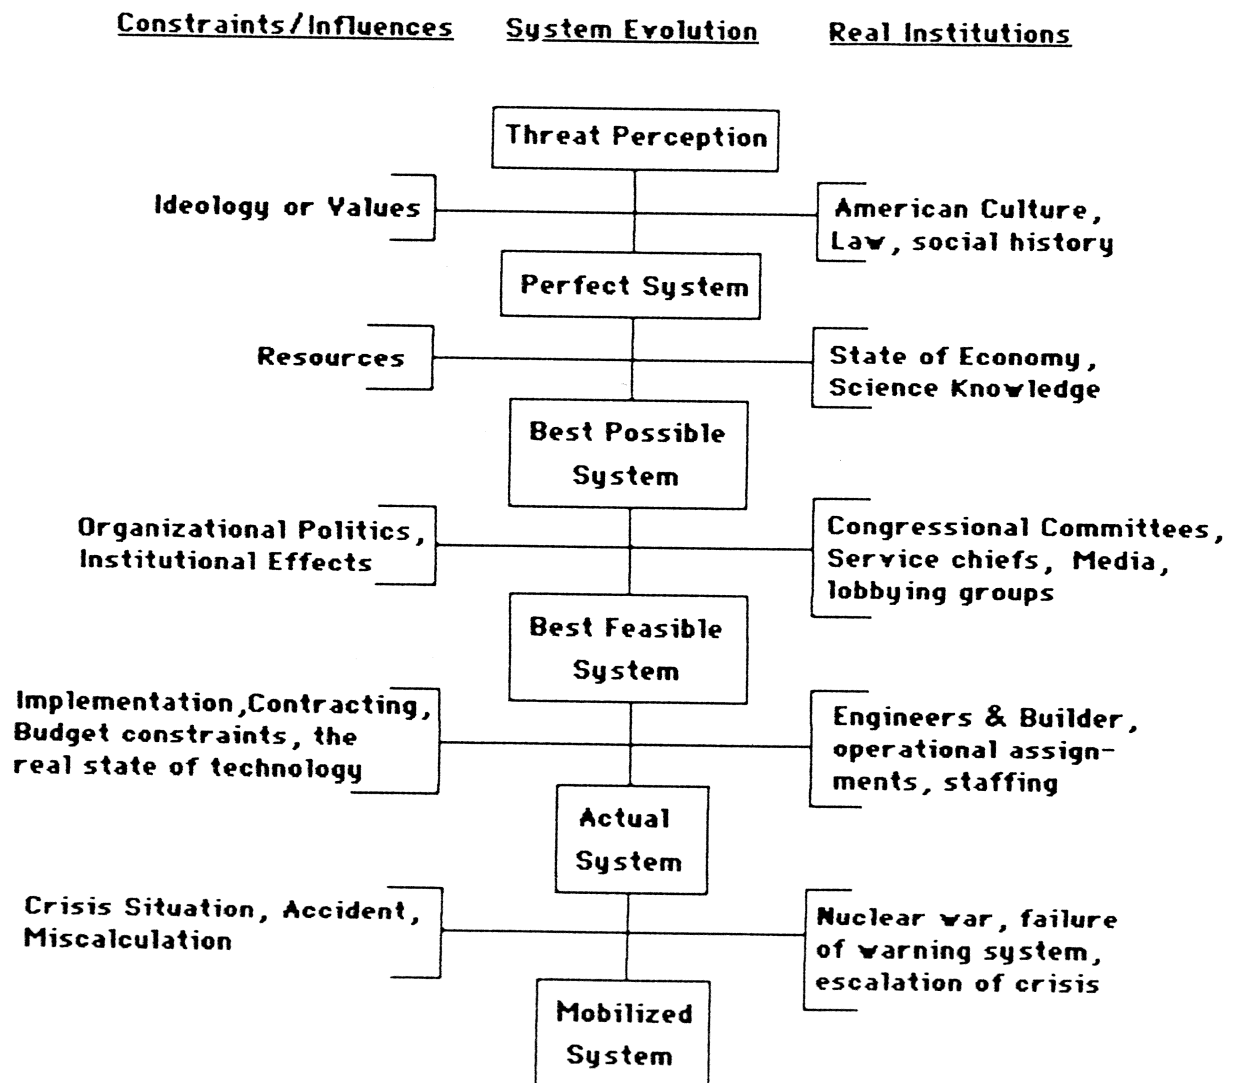 Constraints/Influences System Evolution Real Institutions
Threat Perception
Ideology or Values
American Culture,
Law, social history
Perfect System
Resources
State of Economy,
Science Knowledge
Best Possible
System
Organizational Politics,
Institutional Effects
Congressional Committees,
Service chiefs, Media,
lobbying groups
Best Feasible
System
Implementation,Contracting,
Budget constraints, the
real state of technology
Engineers & Builder,
operational assign-
ments, staffing
Actual
System
Crisis Situation, Accident,
Miscalculation
Nuclear war, failure
of warning system,
escalation of crisis
Mobilized
System